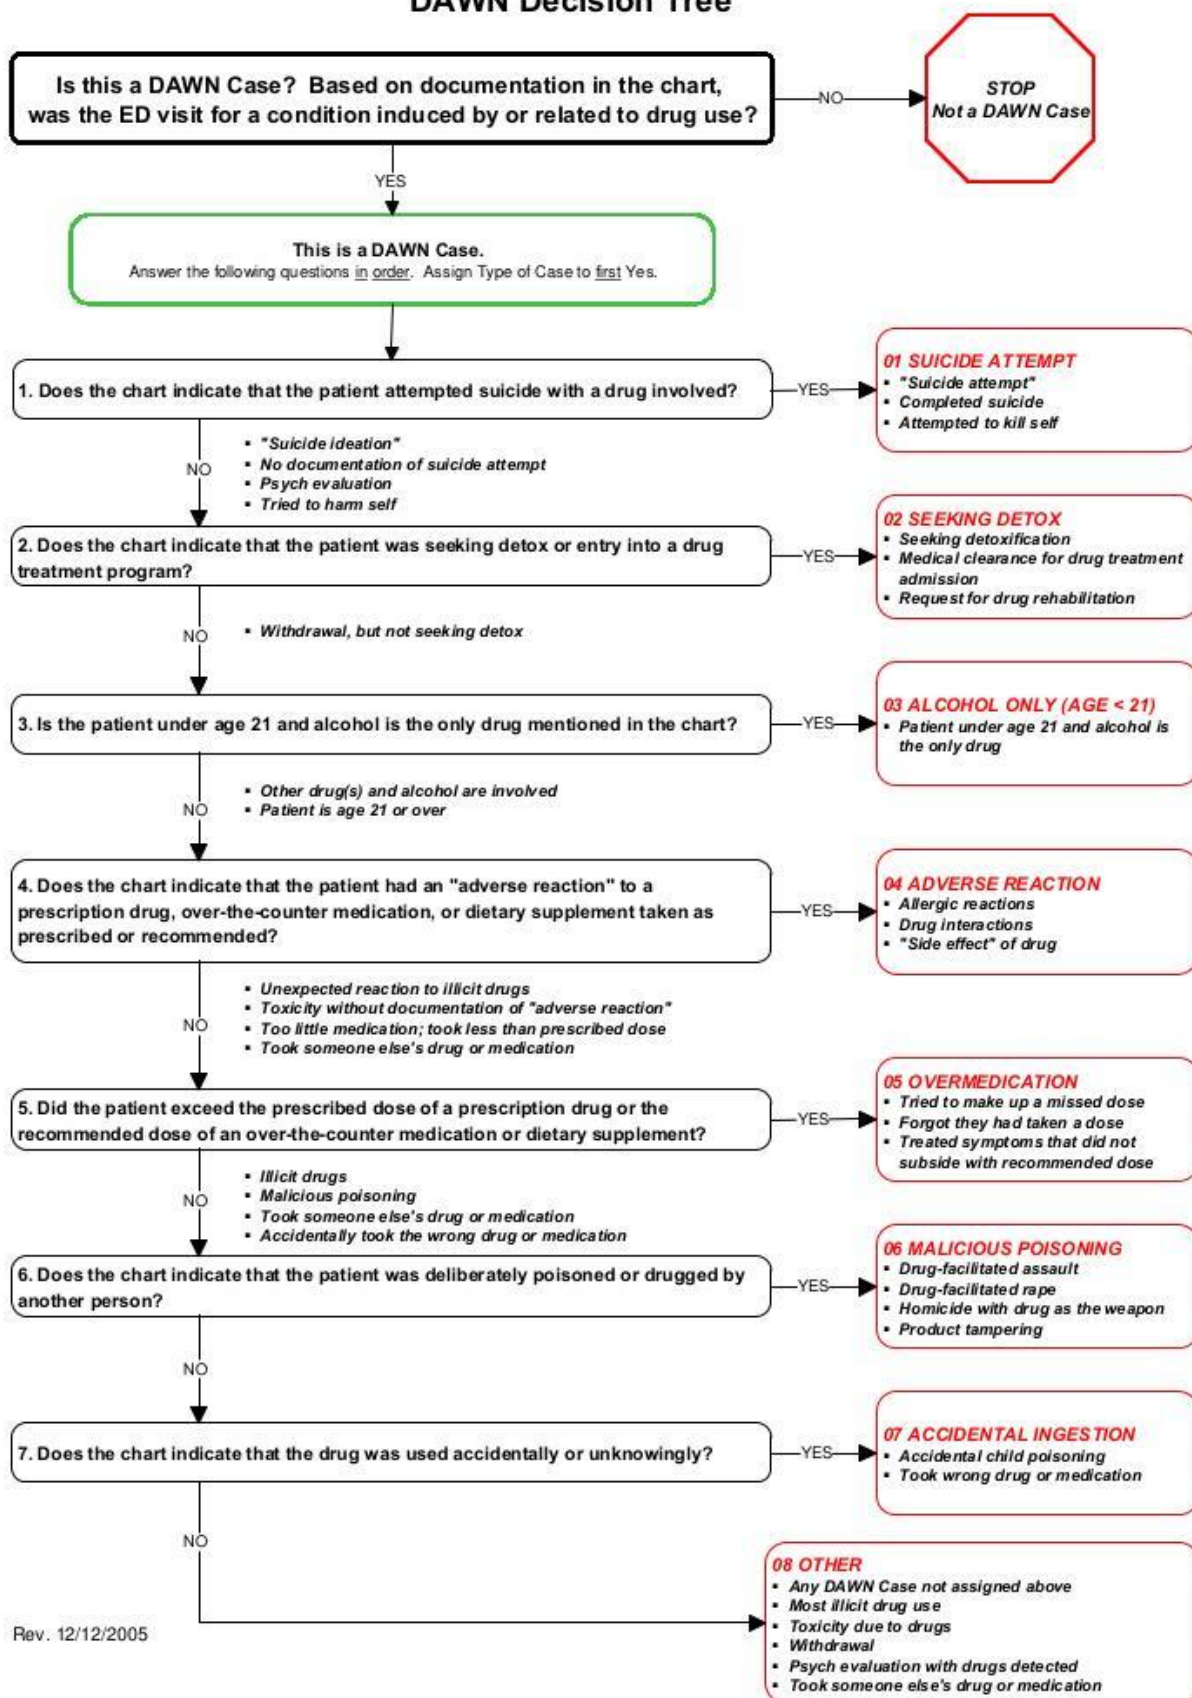 DAWN Decision Tree
Is this a DAWN Case? Based on documentation in the chart,
was the ED visit for a condition induced by or related to drug use?
NO
STOP
Not a DAWN Case
YES
This is a DAWN Case.
Answer the following questions in order. Assign Type of Case to first Yes.
1. Does the chart indicate that the patient attempted suicide with a drug involved?
YES
01 SUICIDE ATTEMPT
▪ "Suicide attempt"
▪ Completed suicide
▪ Attempted to kill self
NO
▪ "Suicide ideation"
▪ No documentation of suicide attempt
▪ Psych evaluation
▪ Tried to harm self
2. Does the chart indicate that the patient was seeking detox or entry into a drug
treatment program?
YES
02 SEEKING DETOX
▪ Seeking detoxification
▪ Medical clearance for drug treatment
admission
▪ Request for drug rehabilitation
NO
▪ Withdrawal, but not seeking detox
3. Is the patient under age 21 and alcohol is the only drug mentioned in the chart?
YES
03 ALCOHOL ONLY (AGE < 21)
▪ Patient under age 21 and alcohol is
the only drug
NO
▪ Other drug(s) and alcohol are involved
▪ Patient is age 21 or over
4. Does the chart indicate that the patient had an "adverse reaction" to a
prescription drug, over-the-counter medication, or dietary supplement taken as
prescribed or recommended?
YES
04 ADVERSE REACTION
▪ Allergic reactions
▪ Drug interactions
▪ "Side effect" of drug
NO
▪ Unexpected reaction to illicit drugs
▪ Toxicity without documentation of "adverse reaction"
▪ Too little medication; took less than prescribed dose
▪ Took someone else's drug or medication
5. Did the patient exceed the prescribed dose of a prescription drug or the
recommended dose of an over-the-counter medication or dietary supplement?
YES
05 OVERMEDICATION
▪ Tried to make up a missed dose
▪ Forgot they had taken a dose
▪ Treated symptoms that did not
subside with recommended dose
NO
▪ Illicit drugs
▪ Malicious poisoning
▪ Took someone else's drug or medication
▪ Accidentally took the wrong drug or medication
6. Does the chart indicate that the patient was deliberately poisoned or drugged by
another person?
YES
06 MALICIOUS POISONING
▪ Drug-facilitated assault
▪ Drug-facilitated rape
▪ Homicide with drug as the weapon
▪ Product tampering
NO
7. Does the chart indicate that the drug was used accidentally or unknowingly?
YES
07 ACCIDENTAL INGESTION
▪ Accidental child poisoning
▪ Took wrong drug or medication
NO
08 OTHER
▪ Any DAWN Case not assigned above
▪ Most illicit drug use
▪ Toxicity due to drugs
▪ Withdrawal
▪ Psych evaluation with drugs detected
▪ Took someone else's drug or medication
Rev. 12/12/2005